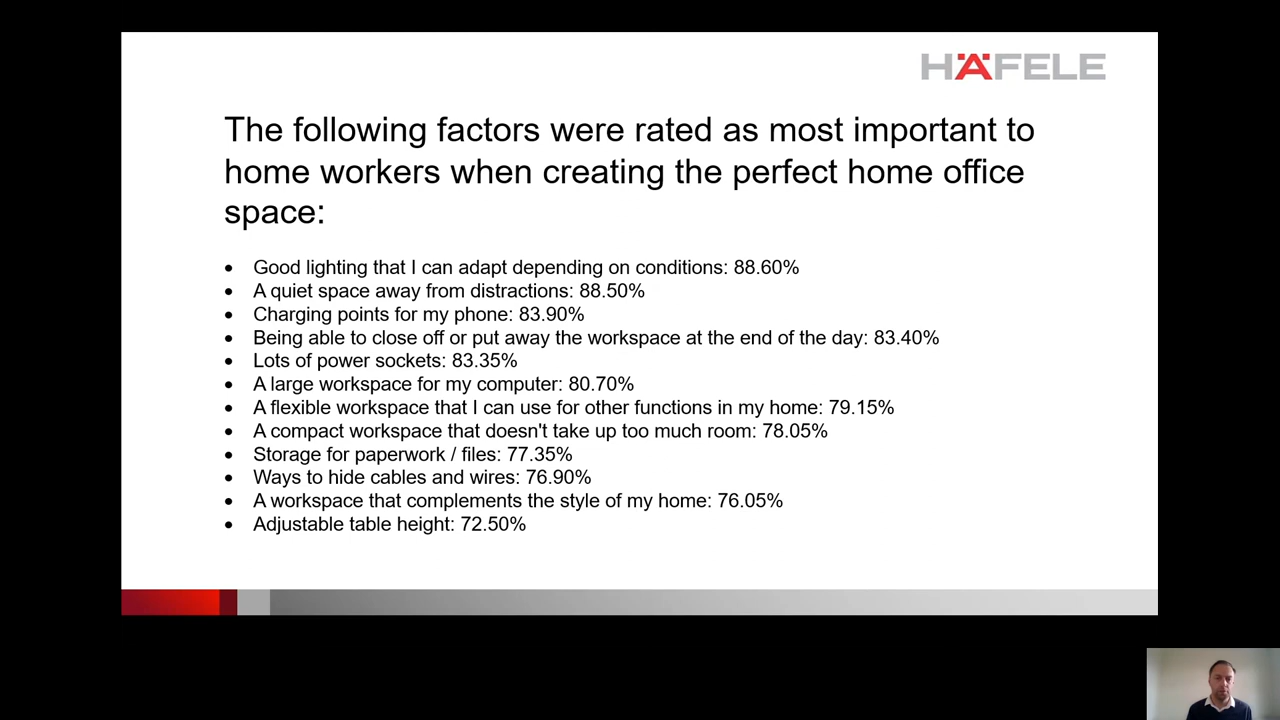 HÄFELE
The following factors were rated as most important to
home workers when creating the perfect home office
space:
• Good lighting that I can adapt depending on conditions: 88.60%
• A quiet space away from distractions: 88.50%
• Charging points for my phone: 83.90%
• Being able to close off or put away the workspace at the end of the day: 83.40%
• Lots of power sockets: 83.35%
• A large workspace for my computer: 80.70%
• A flexible workspace that I can use for other functions in my home: 79.15%
• A compact workspace that doesn't take up too much room: 78.05%
• Storage for paperwork / files: 77.35%
• Ways to hide cables and wires: 76.90%
• A workspace that complements the style of my home: 76.05%
• Adjustable table height: 72.50%